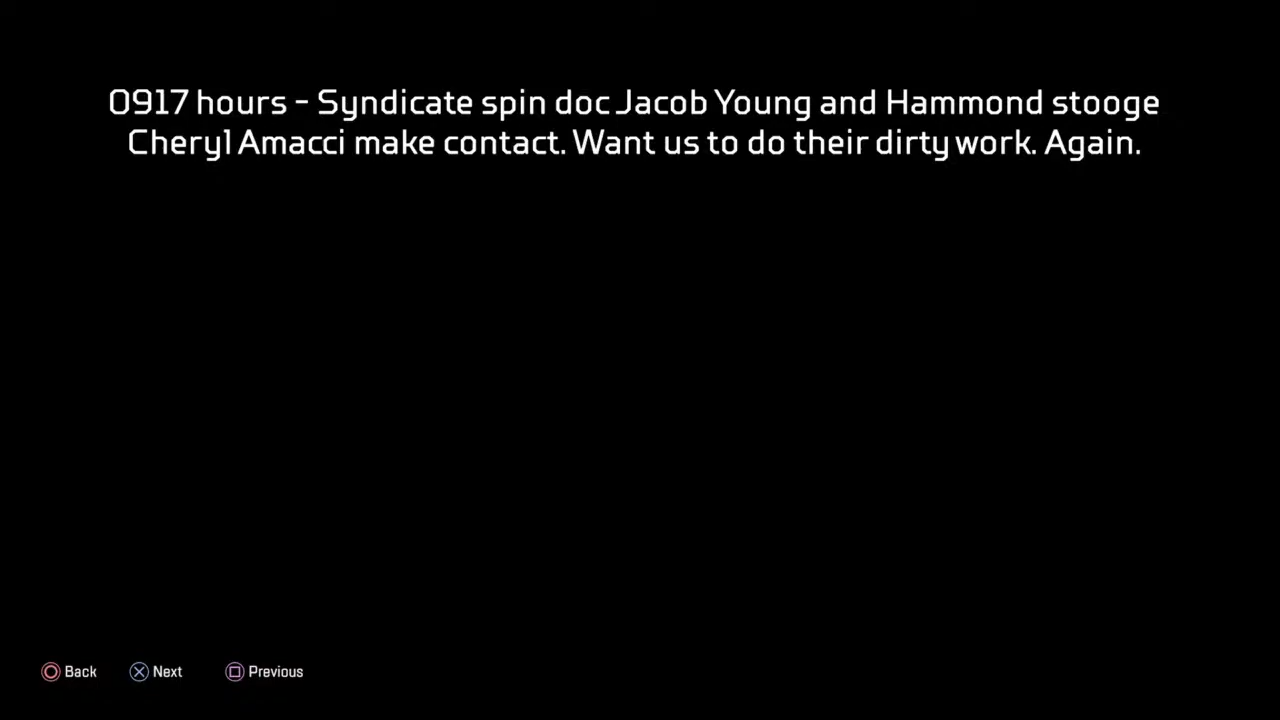 0917 hours - Syndicate spin doc Jacob Young and Hammond stooge
Cheryl Amacci make contact. Want us to do their dirty work. Again.
Back
Next
Previous